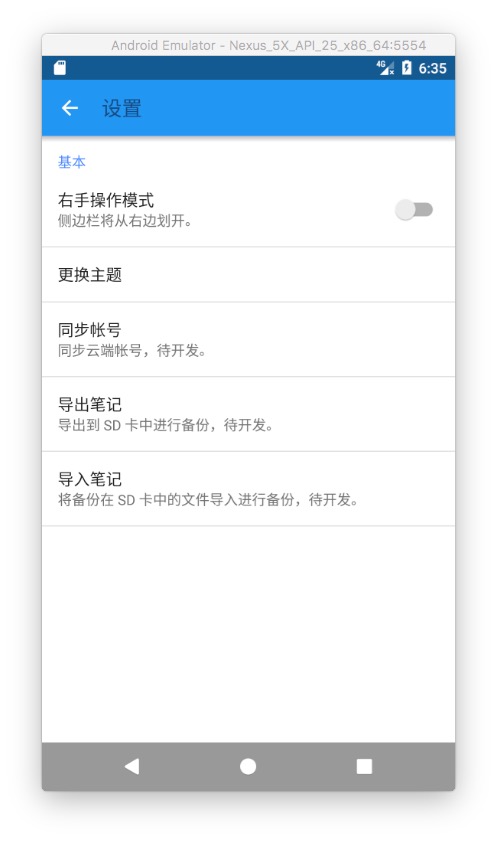 Android Emulator - Nexus_5X_API_25_x86_64:5554
4G
6:35
设置
基本
右手操作模式
侧边栏将从右边划开。
更换主题
同步帐号
同步云端帐号，待开发。
导出笔记
导出到 SD 卡中进行备份，待开发。
导入笔记
将备份在 SD 卡中的文件导入进行备份，待开发。